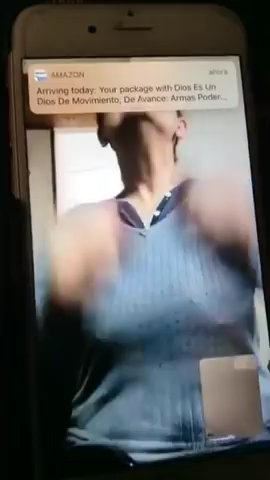 AMAZON
ahora
Arriving today: Your package with Dios Es Un
Dios De Movimiento, De Avance: Armas Poder...